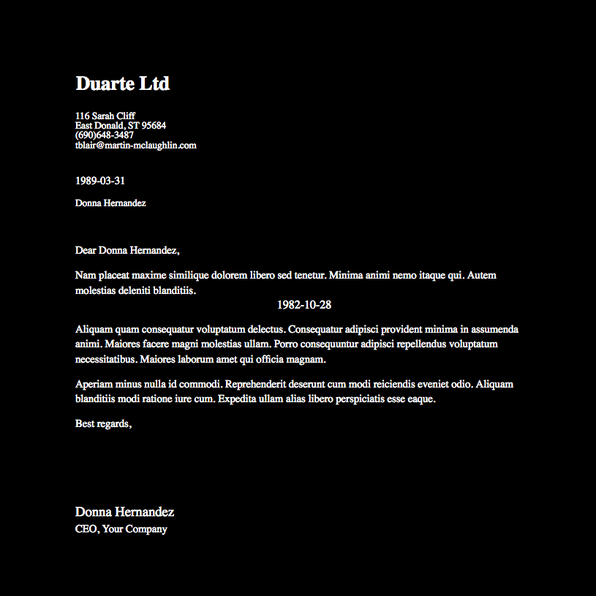 Duarte Ltd
116 Sarah Cliff
East Donald, ST 95684
(690)648-3487
tblair@martin-mclaughlin.com
1989-03-31
Donna Hernandez
Dear Donna Hernandez,
Nam placeat maxime similique dolorem libero sed tenetur. Minima animi nemo itaque qui. Autem
molestias deleniti blanditiis.
1982-10-28
Aliquam quam consequatur voluptatum delectus. Consequatur adipisci provident minima in assumenda
animi. Maiores facere magni molestias ullam. Porro consequuntur adipisci repellendus voluptatum
necessitatibus. Maiores laborum amet qui officia magnam.
Aperiam minus nulla id commodi. Reprehenderit deserunt cum modi reiciendis eveniet odio. Aliquam
blanditiis modi ratione iure cum. Expedita ullam alias libero perspiciatis esse eaque.
Best regards,
Donna Hernandez
CEO, Your Company